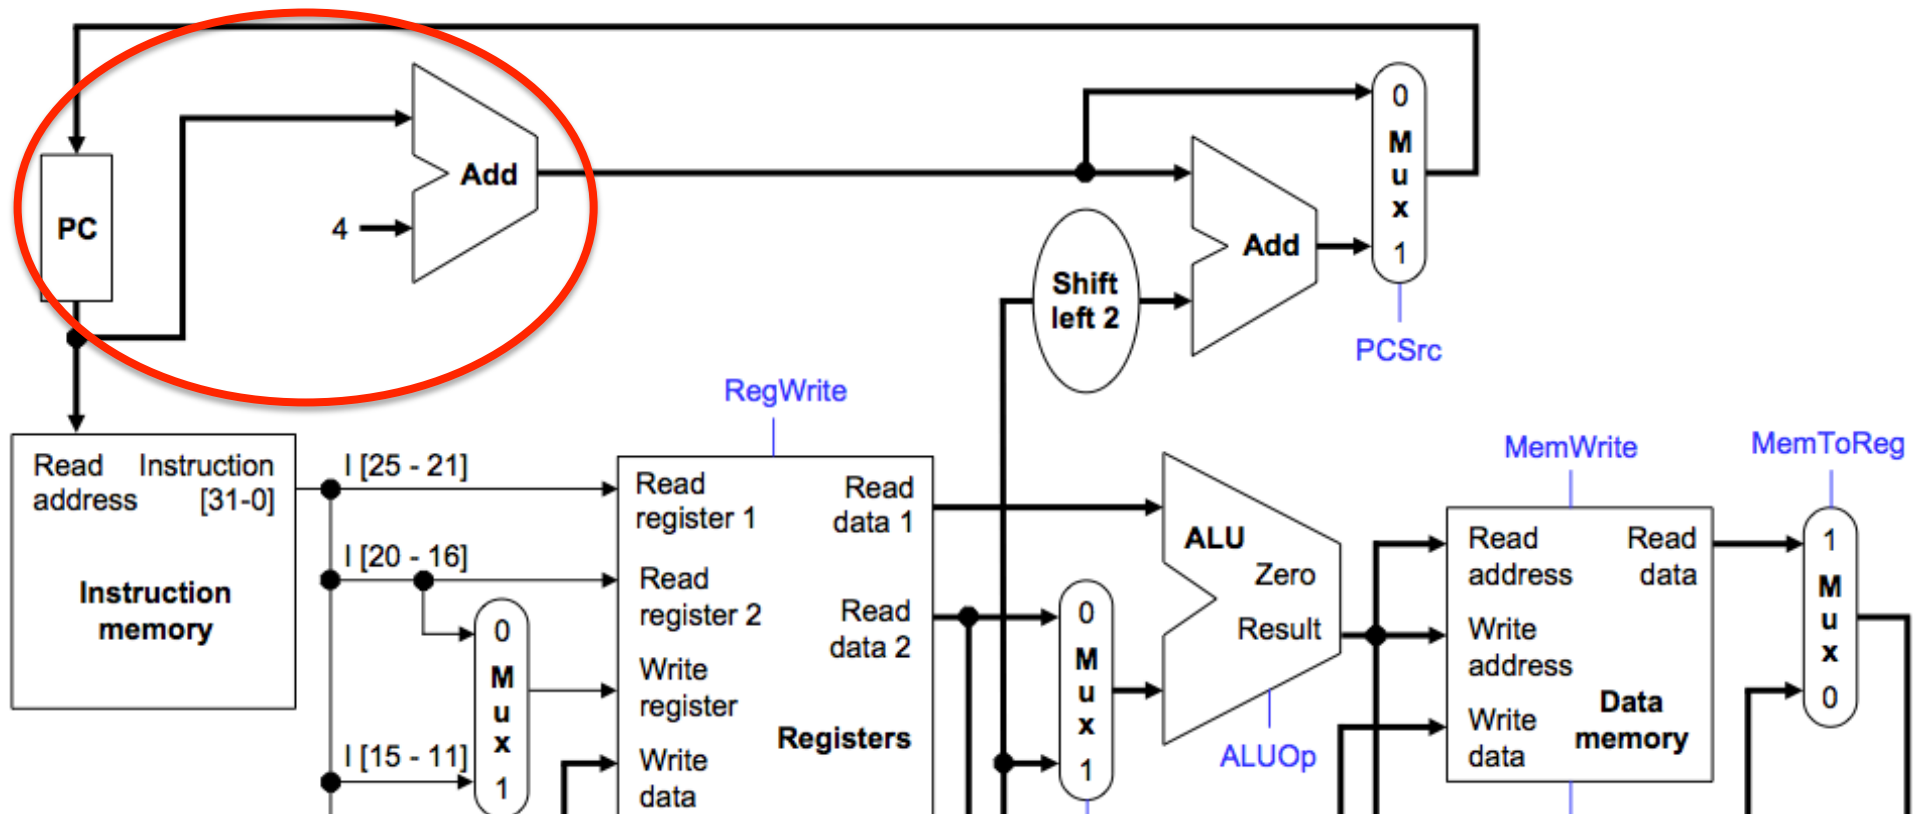 PC
4
Add
Shift
left 2
Add
0
M
u
x
1
PCSrc
Read
address
Instruction
[31-0]
Instruction
memory
I [25 - 21]
I [20 - 16]
I [15 - 11]
0
M
u
x
1
RegWrite
Read
register 1
Read
register 2
Write
register
Write
data
Read
data 1
Read
data 2
Registers
0
M
u
x
1
ALU
Zero
Result
ALUOp
MemWrite
Read
address
Write
address
Write
data
Read
data
Data
memory
MemToReg
1
M
u
x
0